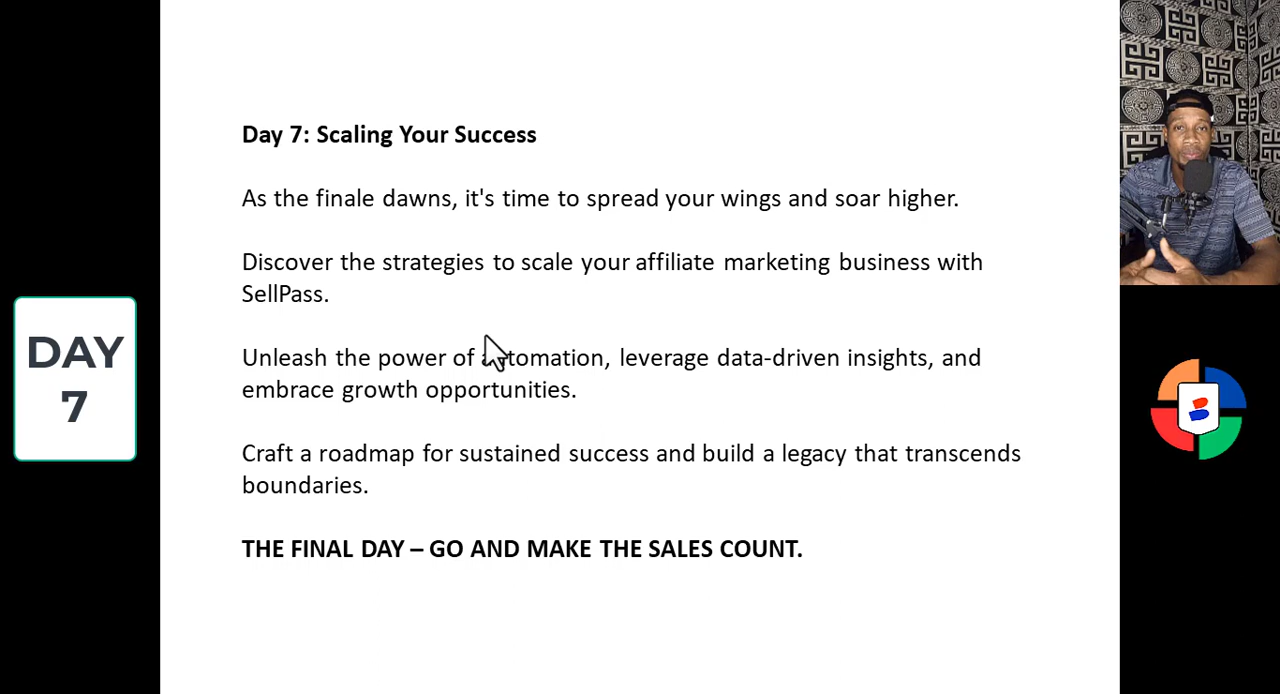 Day 7: Scaling Your Success
As the finale dawns, it's time to spread your wings and soar higher.
Discover the strategies to scale your affiliate marketing business with
SellPass.
Unleash the power of automation, leverage data-driven insights, and
embrace growth opportunities.
Craft a roadmap for sustained success and build a legacy that transcends
boundaries.
THE FINAL DAY – GO AND MAKE THE SALES COUNT.
DAY
7